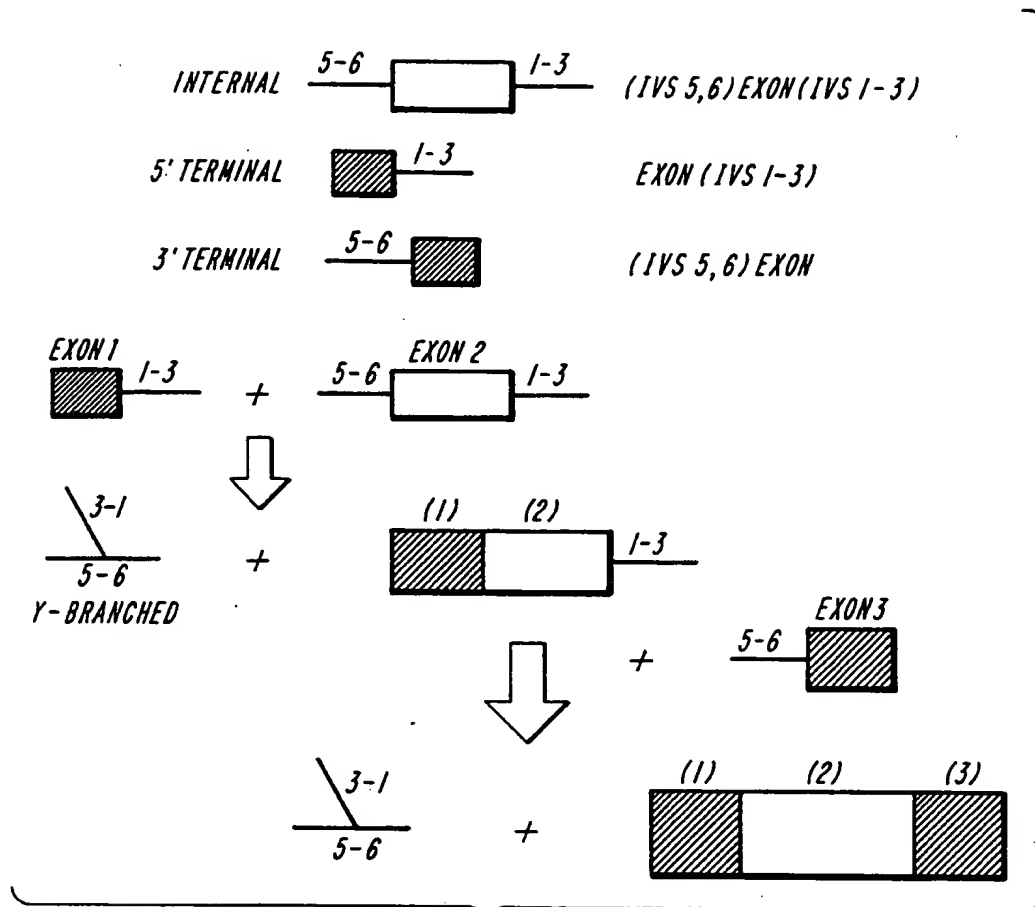 INTERNAL 5-6 1-3 (IVS 5,6) EXON (IVS 1-3)
5' TERMINAL 1-3 EXON (IVS 1-3)
3' TERMINAL 5-6 (IVS 5,6) EXON
EXON 1 1-3 + 5-6 EXON 2 1-3
3-1
5-6
Y-BRANCHED
+
(1) (2) 1-3
+ 5-6 EXON 3
3-1
5-6
+
(1) (2) (3)